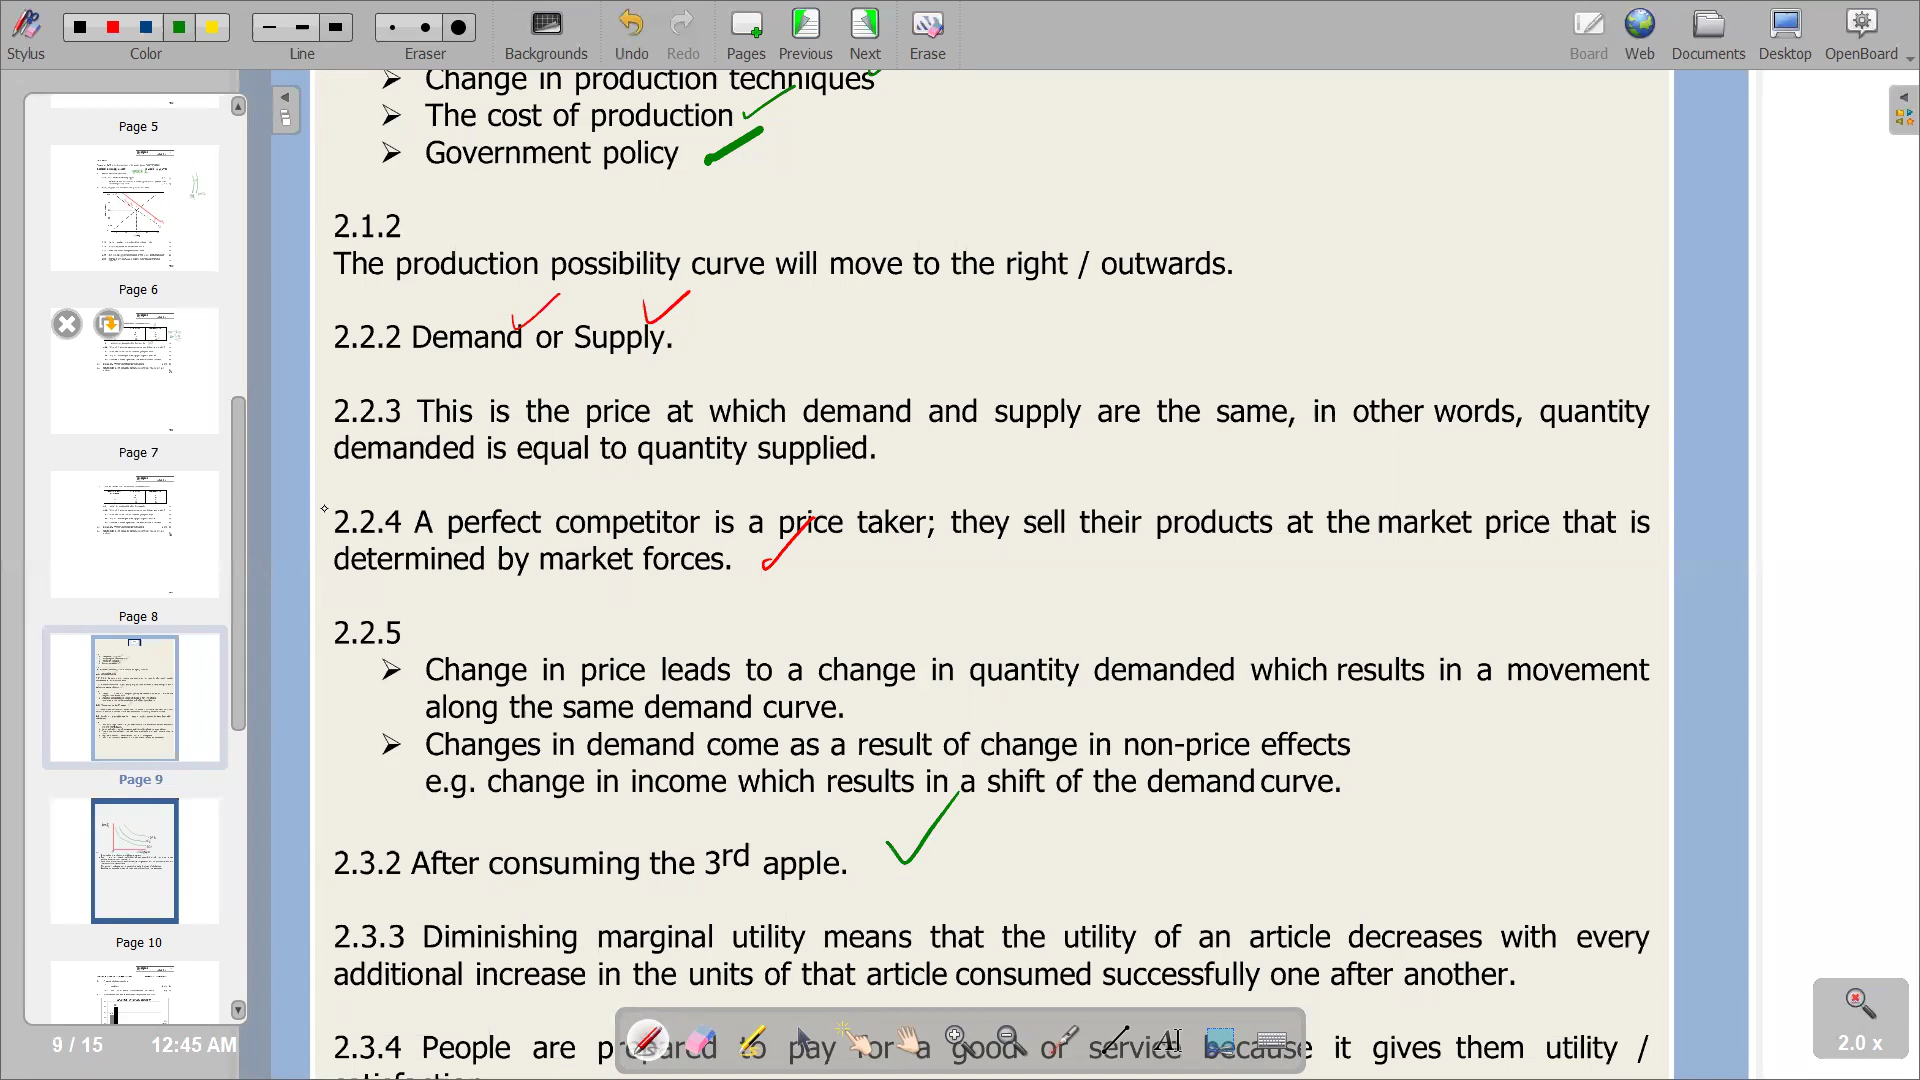 Stylus
Color
Line
Eraser
Backgrounds
Undo
Redo
Pages
Previous
Next
Erase
Board
Web
Documents
Desktop
OpenBoard
Page 5
Page 6
Page 7
Page 8
Page 9
Page 10
9 / 15
12:45 AM
Change in production techniques
The cost of production
Government policy
2.1.2
The production possibility curve will move to the right / outwards.
2.2.2 Demand or Supply.
2.2.3 This is the price at which demand and supply are the same, in other words, quantity
demanded is equal to quantity supplied.
2.2.4 A perfect competitor is a price taker; they sell their products at the market price that is
determined by market forces.
2.2.5
Change in price leads to a change in quantity demanded which results in a movement
along the same demand curve.
Changes in demand come as a result of change in non-price effects
e.g. change in income which results in a shift of the demand curve.
2.3.2 After consuming the 3rd apple.
2.3.3 Diminishing marginal utility means that the utility of an article decreases with every
additional increase in the units of that article consumed successfully one after another.
2.3.4 People are prepared to pay for a good or service because it gives them utility /
2.0 x